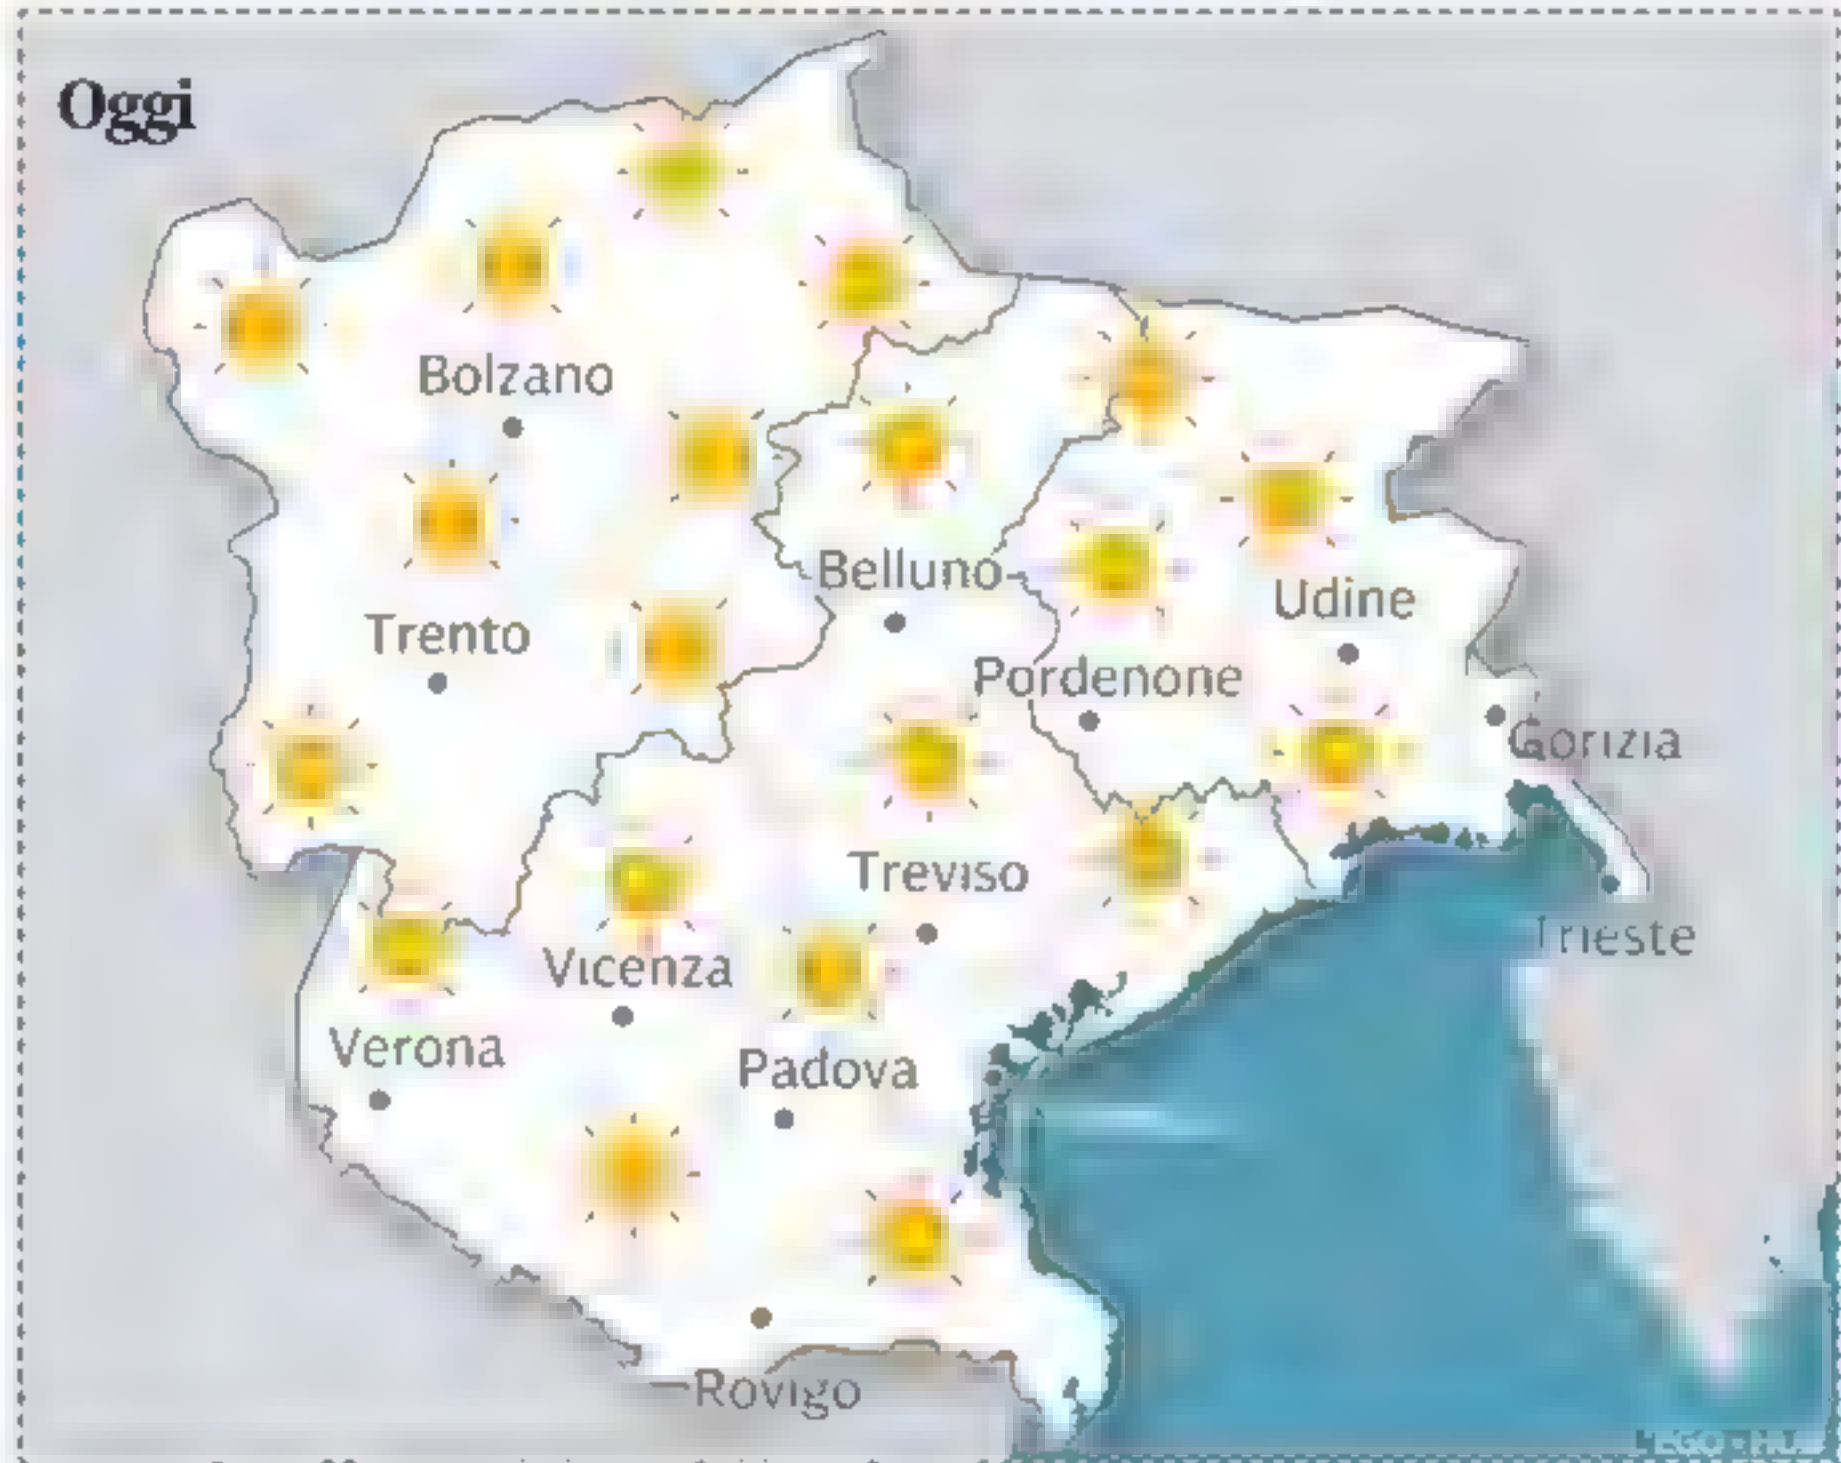 Oggi
Bolzano
Belluno
Udine
Trento
Pordenone
Gorizia
Treviso
Trieste
Vicenza
Verona
Padova
Rovigo